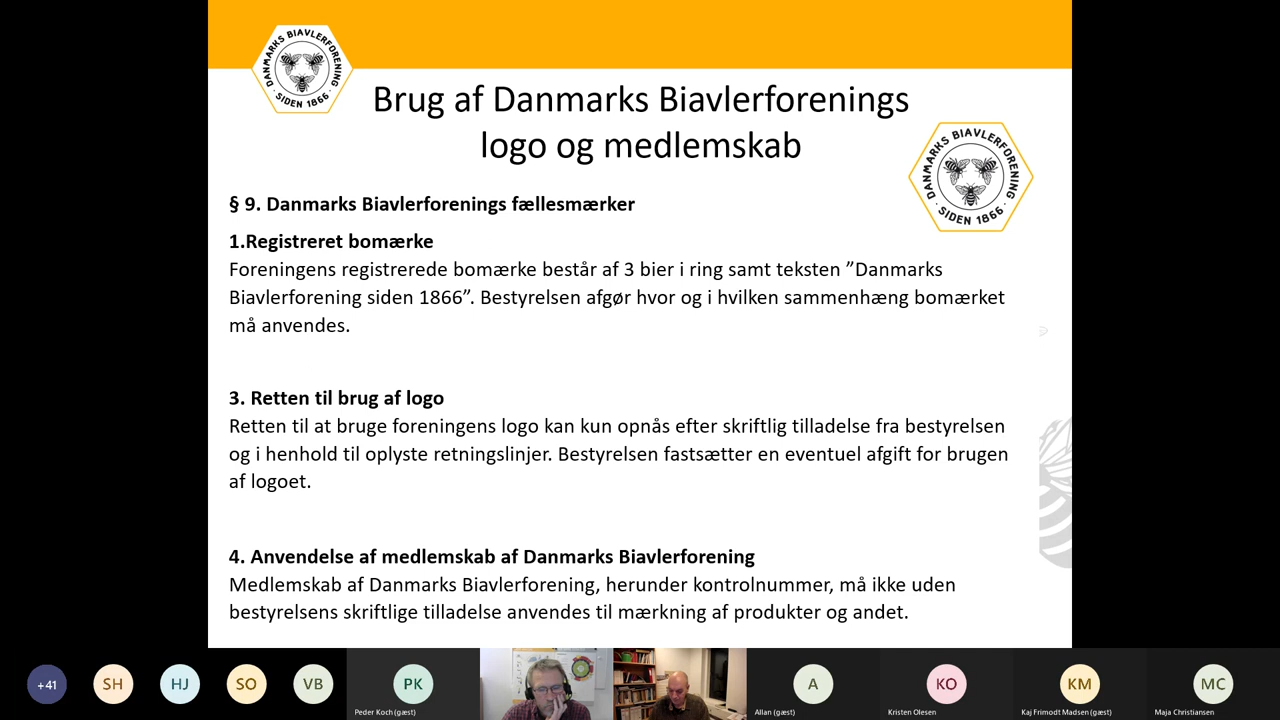 DANMARKS BIAVLERFORENING
· SIDEN 1866 ·
Brug af Danmarks Biavlerforenings
logo og medlemskab
DANMARKS BIAVLERFORENING
· SIDEN 1866 ·
§ 9. Danmarks Biavlerforenings fællesmærker
1.Registreret bomærke
Foreningens registrerede bomærke består af 3 bier i ring samt teksten ”Danmarks
Biavlerforening siden 1866”. Bestyrelsen afgør hvor og i hvilken sammenhæng bomærket
må anvendes.
3. Retten til brug af logo
Retten til at bruge foreningens logo kan kun opnås efter skriftlig tilladelse fra bestyrelsen
og i henhold til oplyste retningslinjer. Bestyrelsen fastsætter en eventuel afgift for brugen
af logoet.
4. Anvendelse af medlemskab af Danmarks Biavlerforening
Medlemskab af Danmarks Biavlerforening, herunder kontrolnummer, må ikke uden
bestyrelsens skriftlige tilladelse anvendes til mærkning af produkter og andet.
+41
SH
HJ
SO
VB
PK
A
KO
KM
MC
Peder Koch (gæst)
Allan (gæst)
Kristen Olesen
Kaj Frimodt Madsen (gæst)
Maja Christiansen